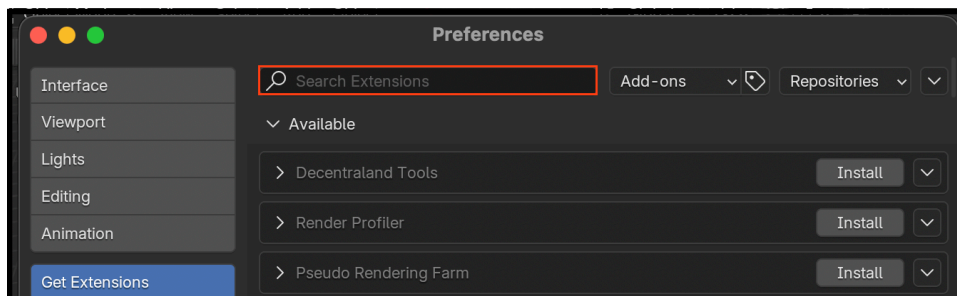 Preferences
Interface
Viewport
Lights
Editing
Animation
Get Extensions
Search Extensions
Add-ons
Repositories
Available
Decentraland Tools
Install
Render Profiler
Install
Pseudo Rendering Farm
Install